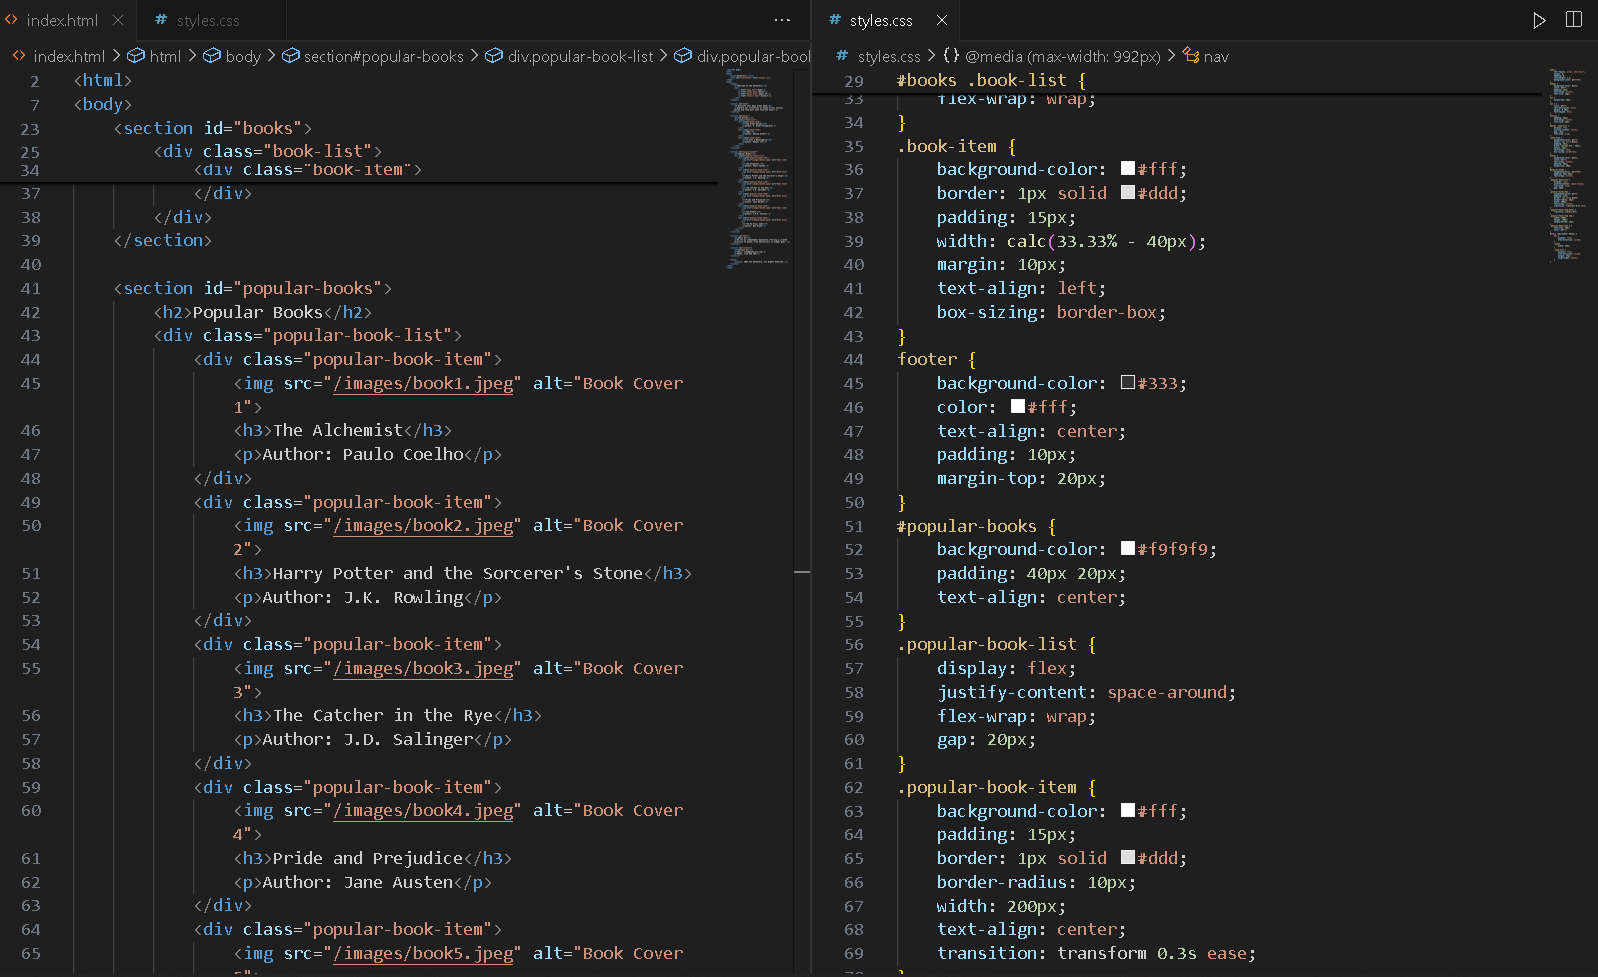 index.html
styles.css
index.html > html > body > section#popular-books > div.popular-book-list > div.popular-bool
2 <html>
7 <body>
23 <section id="books">
25 <div class="book-list">
34 <div class="book-item">
37 </div>
38 </div>
39 </section>
40
41 <section id="popular-books">
42 <h2>Popular Books</h2>
43 <div class="popular-book-list">
44 <div class="popular-book-item">
45 <img src="/images/book1.jpeg" alt="Book Cover
1">
46 <h3>The Alchemist</h3>
47 <p>Author: Paulo Coelho</p>
48 </div>
49 <div class="popular-book-item">
50 <img src="/images/book2.jpeg" alt="Book Cover
2">
51 <h3>Harry Potter and the Sorcerer's Stone</h3>
52 <p>Author: J.K. Rowling</p>
53 </div>
54 <div class="popular-book-item">
55 <img src="/images/book3.jpeg" alt="Book Cover
3">
56 <h3>The Catcher in the Rye</h3>
57 <p>Author: J.D. Salinger</p>
58 </div>
59 <div class="popular-book-item">
60 <img src="/images/book4.jpeg" alt="Book Cover
4">
61 <h3>Pride and Prejudice</h3>
62 <p>Author: Jane Austen</p>
63 </div>
64 <div class="popular-book-item">
65 <img src="/images/book5.jpeg" alt="Book Cover
styles.css
# styles.css > {} @media (max-width: 992px) > nav
29 #books .book-list {
33 flex-wrap: wrap;
34 }
35 .book-item {
36 background-color: #fff;
37 border: 1px solid #ddd;
38 padding: 15px;
39 width: calc(33.33% - 40px);
40 margin: 10px;
41 text-align: left;
42 box-sizing: border-box;
43 }
44 footer {
45 background-color: #333;
46 color: #fff;
47 text-align: center;
48 padding: 10px;
49 margin-top: 20px;
50 }
51 #popular-books {
52 background-color: #f9f9f9;
53 padding: 40px 20px;
54 text-align: center;
55 }
56 .popular-book-list {
57 display: flex;
58 justify-content: space-around;
59 flex-wrap: wrap;
60 gap: 20px;
61 }
62 .popular-book-item {
63 background-color: #fff;
64 padding: 15px;
65 border: 1px solid #ddd;
66 border-radius: 10px;
67 width: 200px;
68 text-align: center;
69 transition: transform 0.3s ease;